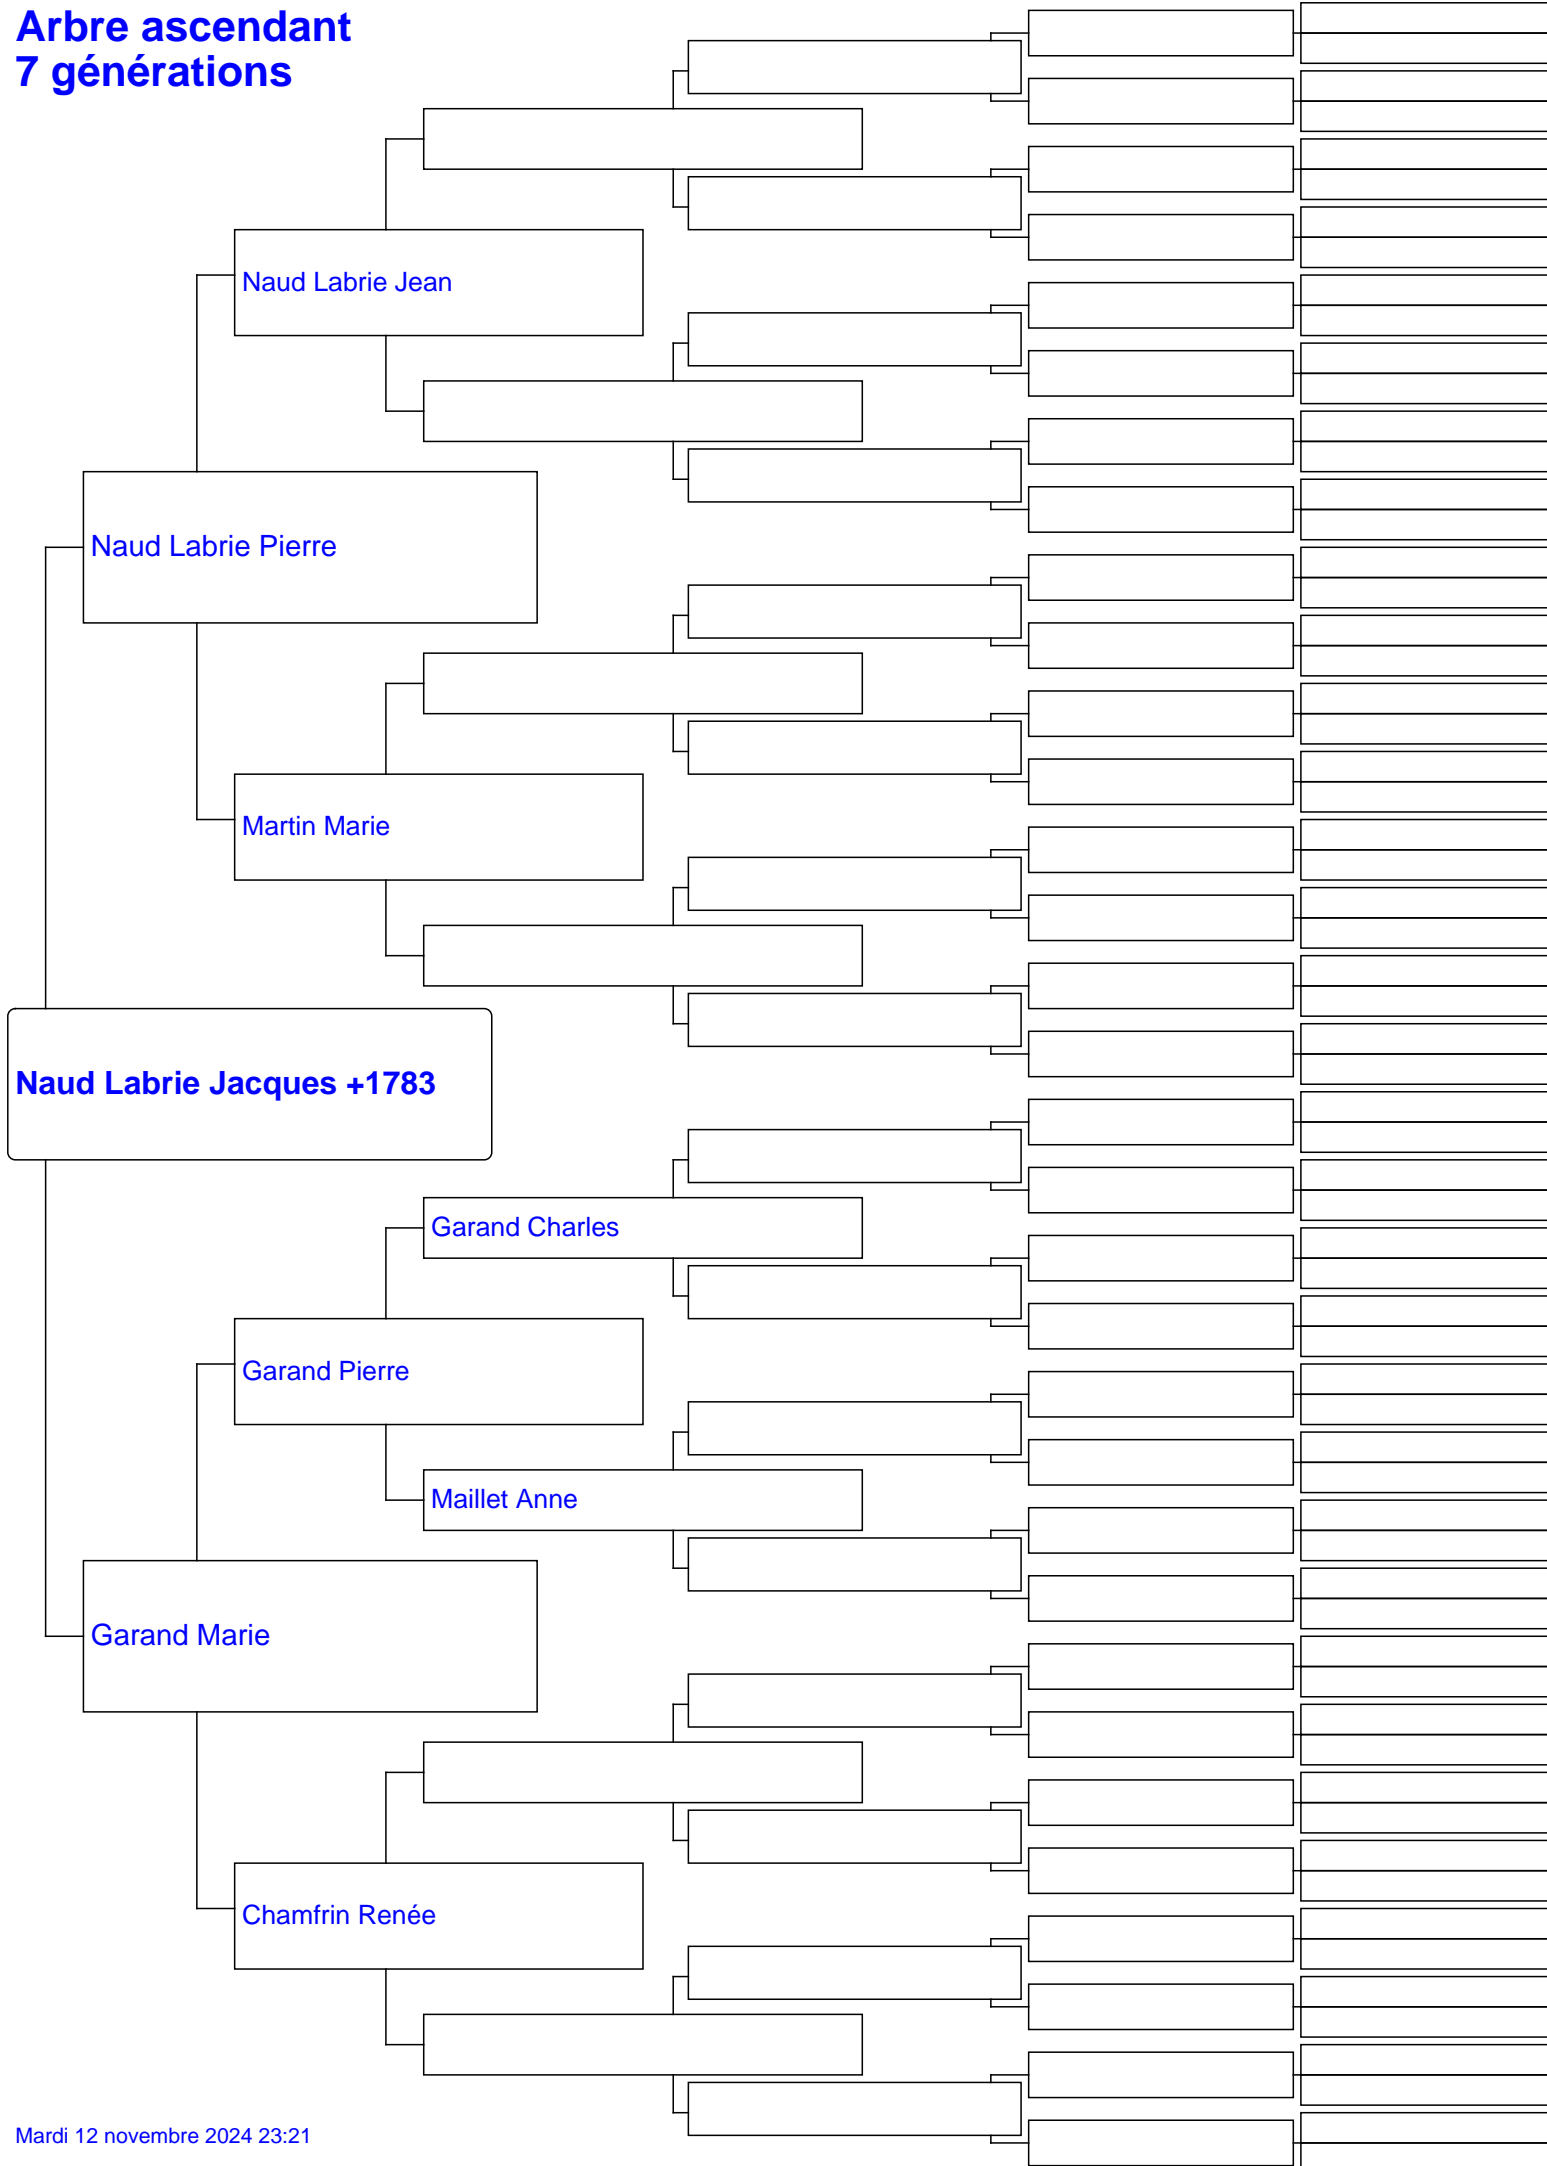 Arbre ascendant
7 générations
Naud Labrie Jean
Naud Labrie Pierre
Martin Marie
Naud Labrie Jacques +1783
Garand Charles
Garand Pierre
Maillet Anne
Garand Marie
Chamfrin Renée
Mardi 12 novembre 2024 23:21